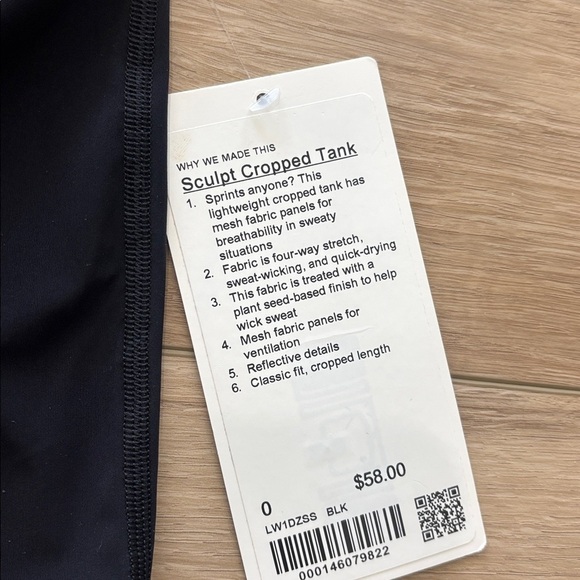 WHY WE MADE THIS
Sculpt Cropped Tank
1. Sprints anyone? This
lightweight cropped tank has
mesh fabric panels for
breathability in sweaty
situations
2. Fabric is four-way stretch,
sweat-wicking, and quick-drying
3. This fabric is treated with a
plant seed-based finish to help
wick sweat
4. Mesh fabric panels for
ventilation
5. Reflective details
6. Classic fit, cropped length
0 $58.00
LW1DZSS BLK
000146079822